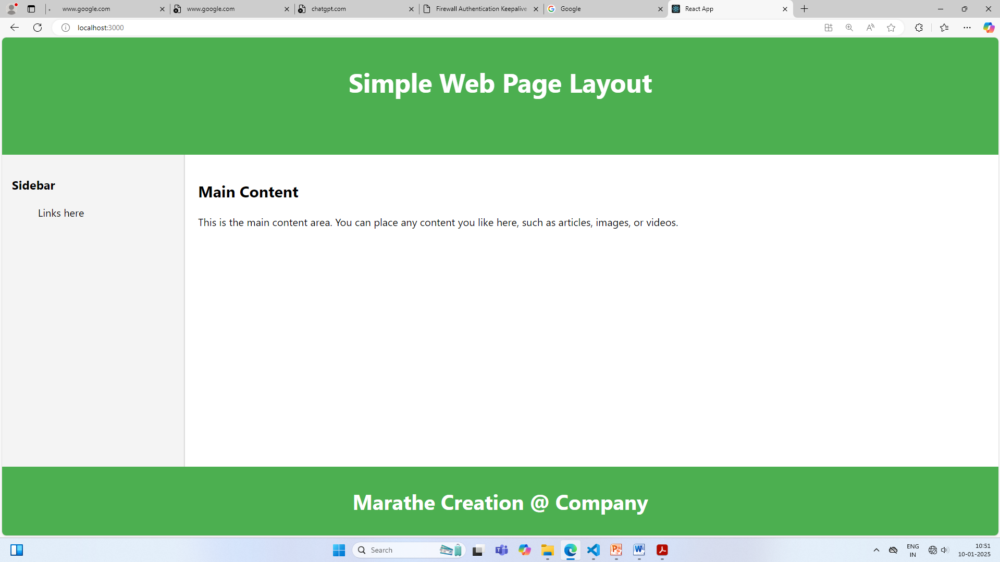 www.google.com
www.google.com
chatgpt.com
Firewall Authentication Keepalive
Google
React App
localhost:3000
Simple Web Page Layout
Sidebar
Links here
Main Content
This is the main content area. You can place any content you like here, such as articles, images, or videos.
Marathe Creation @ Company
Search
ENG
IN
10:51
10-01-2025